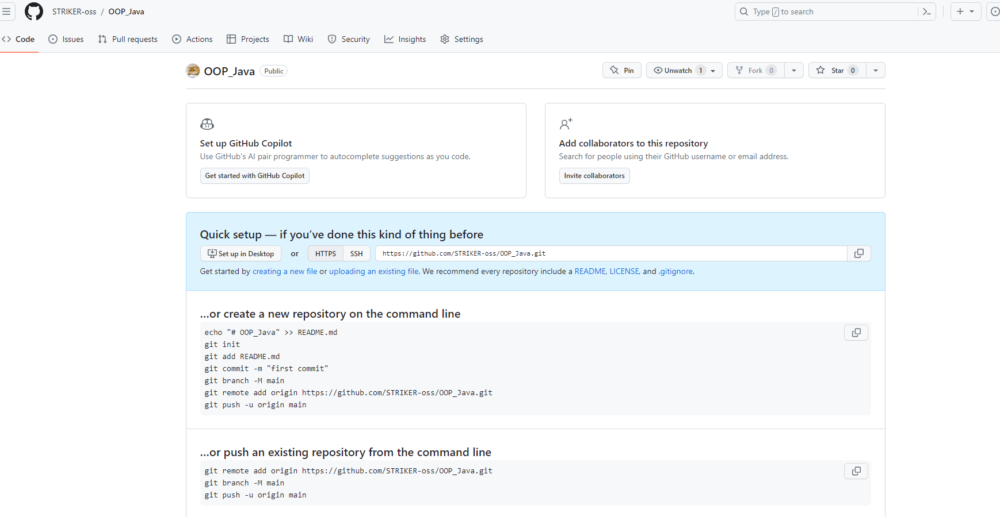 STRIKER-oss / OOP_Java
Type / to search
Code Issues Pull requests Actions Projects Wiki Security Insights Settings
OOP_Java Public
Pin Unwatch 1 Fork 0 Star 0
Set up GitHub Copilot
Use GitHub's AI pair programmer to autocomplete suggestions as you code.
Get started with GitHub Copilot
Add collaborators to this repository
Search for people using their GitHub username or email address.
Invite collaborators
Quick setup — if you’ve done this kind of thing before
Set up in Desktop or HTTPS SSH https://github.com/STRIKER-oss/OOP_Java.git
Get started by creating a new file or uploading an existing file. We recommend every repository include a README, LICENSE, and .gitignore.
…or create a new repository on the command line
echo "# OOP_Java" >> README.md
git init
git add README.md
git commit -m "first commit"
git branch -M main
git remote add origin https://github.com/STRIKER-oss/OOP_Java.git
git push -u origin main
…or push an existing repository from the command line
git remote add origin https://github.com/STRIKER-oss/OOP_Java.git
git branch -M main
git push -u origin main